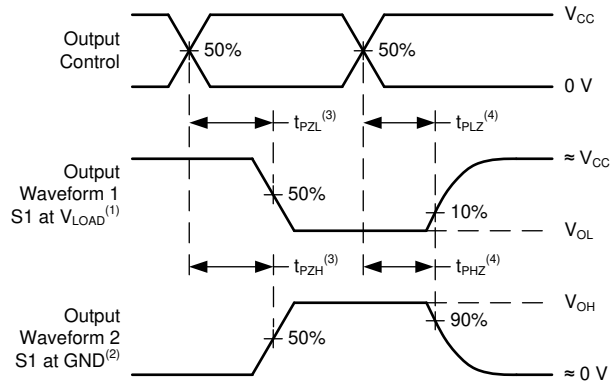 V_CC
Output
Control
50%
50%
0 V
t_PZL^(3)
t_PLZ^(4)
≈ V_CC
Output
Waveform 1
S1 at V_LOAD^(1)
50%
10%
V_OL
t_PZH^(3)
t_PHZ^(4)
V_OH
Output
Waveform 2
S1 at GND^(2)
50%
90%
≈ 0 V